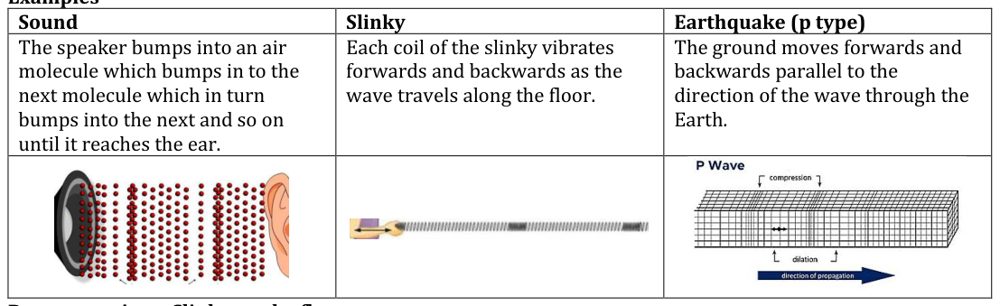 Examples
Sound
Slinky
Earthquake (p type)
The speaker bumps into an air
molecule which bumps in to the
next molecule which in turn
bumps into the next and so on
until it reaches the ear.
Each coil of the slinky vibrates
forwards and backwards as the
wave travels along the floor.
The ground moves forwards and
backwards parallel to the
direction of the wave through the
Earth.
P Wave
compression
dilation
direction of propagation